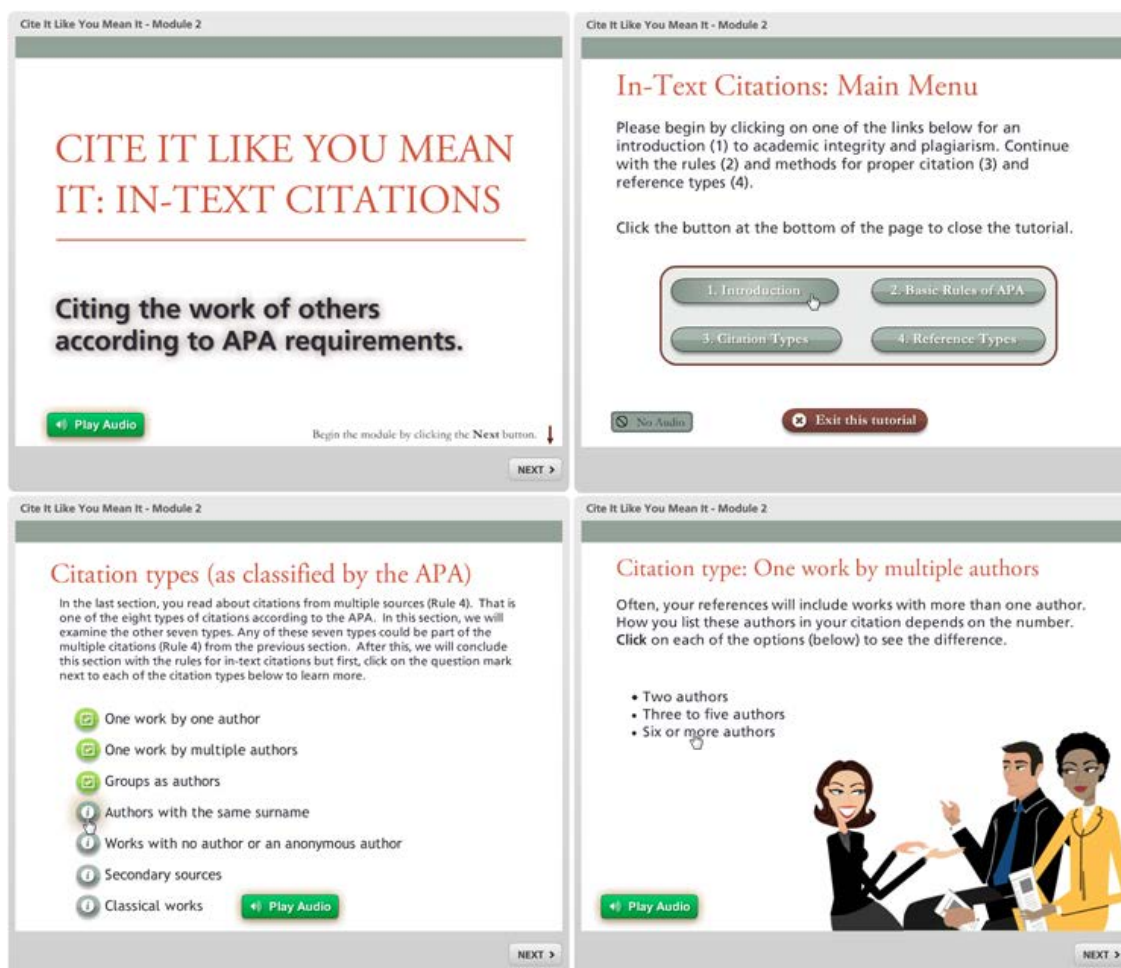 Cite It Like You Mean It - Module 2
CITE IT LIKE YOU MEAN
IT: IN-TEXT CITATIONS
Citing the work of others
according to APA requirements.
Play Audio
Begin the module by clicking the Next button.
NEXT >
Cite It Like You Mean It - Module 2
In-Text Citations: Main Menu
Please begin by clicking on one of the links below for an
introduction (1) to academic integrity and plagiarism. Continue
with the rules (2) and methods for proper citation (3) and
reference types (4).
Click the button at the bottom of the page to close the tutorial.
1. Introduction
2. Basic Rules of APA
3. Citation Types
4. Reference Types
No Audio
Exit this tutorial
Cite It Like You Mean It - Module 2
Citation types (as classified by the APA)
In the last section, you read about citations from multiple sources (Rule 4). That is
one of the eight types of citations according to the APA. In this section, we will
examine the other seven types. Any of these seven types could be part of the
multiple citations (Rule 4) from the previous section. After this, we will conclude
this section with the rules for in-text citations but first, click on the question mark
next to each of the citation types below to learn more.
One work by one author
One work by multiple authors
Groups as authors
Authors with the same surname
Works with no author or an anonymous author
Secondary sources
Classical works
Play Audio
NEXT >
Cite It Like You Mean It - Module 2
Citation type: One work by multiple authors
Often, your references will include works with more than one author.
How you list these authors in your citation depends on the number.
Click on each of the options (below) to see the difference.
• Two authors
• Three to five authors
• Six or more authors
Play Audio
NEXT >